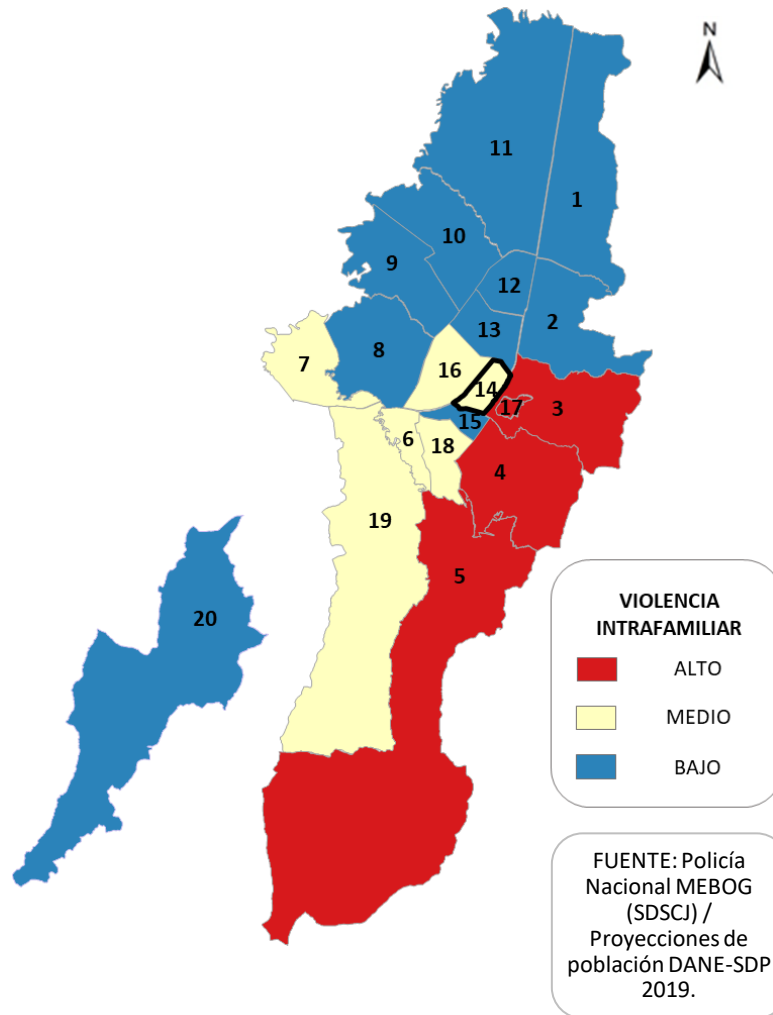 N
11
1
10
9
12
2
13
8
7
16
14
3
17
15
6
18
4
19
5
20
VIOLENCIA
INTRAFAMILIAR
ALTO
MEDIO
BAJO
FUENTE: Policía
Nacional MEBOG
(SDSCJ) /
Proyecciones de
población DANE-SDP
2019.